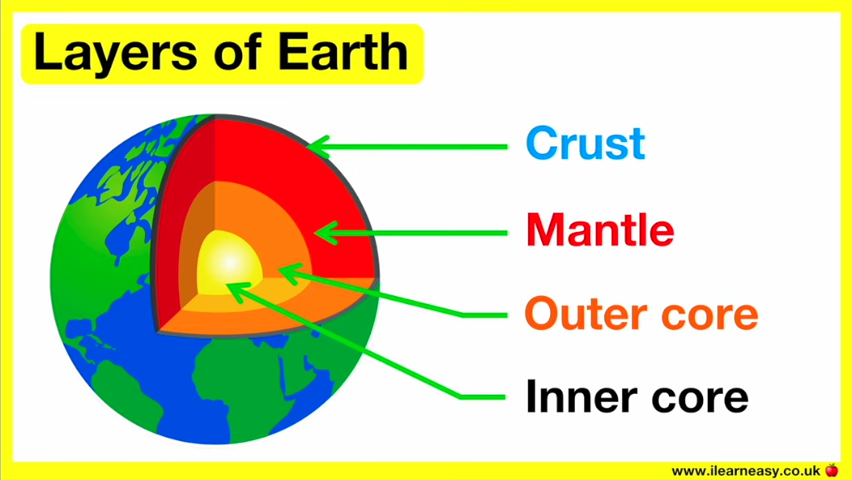 Layers of Earth
Crust
Mantle
Outer core
Inner core
www.ilearneasy.co.uk